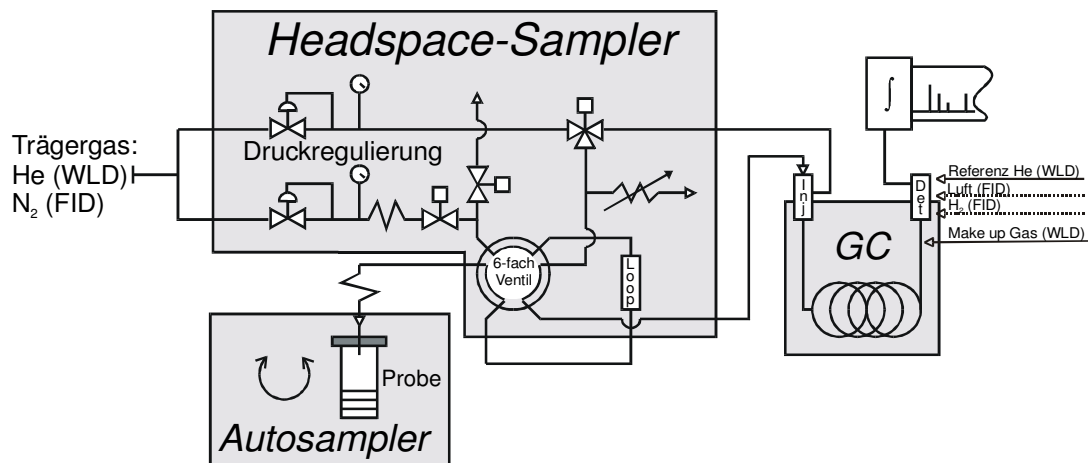 Headspace-Sampler
Trägergas:
He (WLD)
N₂ (FID)
Druckregulierung
6-fach
Ventil
Loop
Inj
Det
∫
Referenz He (WLD)
Luft (FID)
H₂ (FID)
Make up Gas (WLD)
GC
Probe
Autosampler